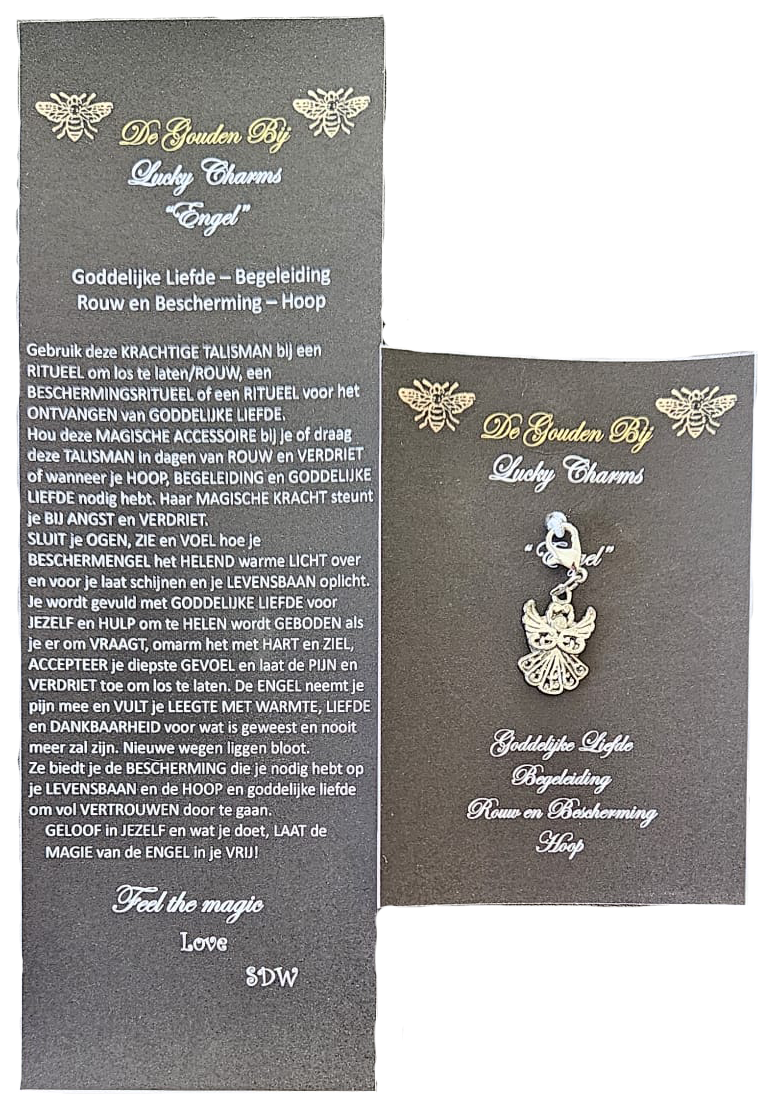 De Gouden Bij
Lucky Charms
“Engel”
Goddelijke Liefde – Begeleiding
Rouw en Bescherming – Hoop
Gebruik deze KRACHTIGE TALISMAN bij een
RITUEEL om los te laten/ROUW, een
BESCHERMINGSRITUEEL of een RITUEEL voor het
ONTVANGEN van GODDELIJKE LIEFDE.
Hou deze MAGISCHE ACCESSOIRE bij je of draag
deze TALISMAN in dagen van ROUW en VERDRIET
of wanneer je HOOP, BEGELEIDING en GODDELIJKE
LIEFDE nodig hebt. Haar MAGISCHE KRACHT steunt
je BIJ ANGST en VERDRIET.
SLUIT je OGEN, ZIE en VOEL hoe je
BESCHERMENGEL het HELEND warme LICHT over
en voor je laat schijnen en je LEVENSBAAN oplicht.
Je wordt gevuld met GODDELIJKE LIEFDE voor
JEZELF en HULP om te HELEN wordt GEBODEN als
je er om VRAAGT, omarm het met HART en ZIEL,
ACCEPTEER je diepste GEVOEL en laat de PIJN en
VERDRIET toe om los te laten. De ENGEL neemt je
pijn mee en VULT je LEEGTE MET WARMTE, LIEFDE
en DANKBAARHEID voor wat is geweest en nooit
meer zal zijn. Nieuwe wegen liggen bloot.
Ze biedt je de BESCHERMING die je nodig hebt op
je LEVENSBAAN en de HOOP en goddelijke liefde
om vol VERTROUWEN door te gaan.
GELOOF in JEZELF en wat je doet, LAAT de
MAGIE van de ENGEL in je VRIJ!
Feel the magic
Love
SDW
De Gouden Bij
Lucky Charms
“Engel”
Goddelijke Liefde
Begeleiding
Rouw en Bescherming
Hoop